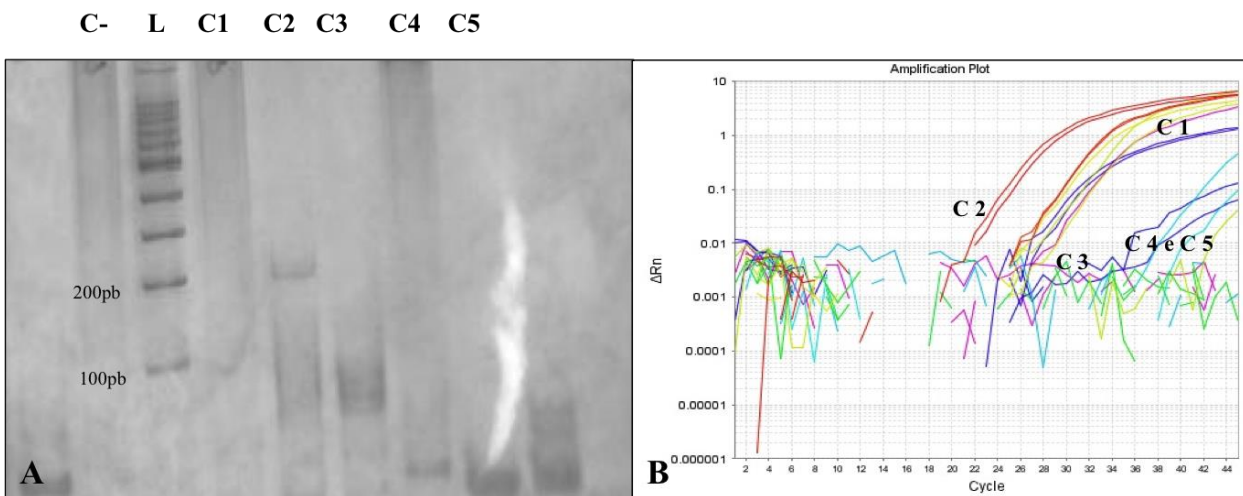 C- L C1 C2 C3 C4 C5
200pb
100pb
A
Amplification Plot
10
1
0.1
0.01
0.001
0.0001
0.00001
0.000001
ΔRn
C 1
C 2
C 4 e C 5
C 3
2 4 6 8 10 12 14 16 18 20 22 24 26 28 30 32 34 36 38 40 42 44
Cycle
B